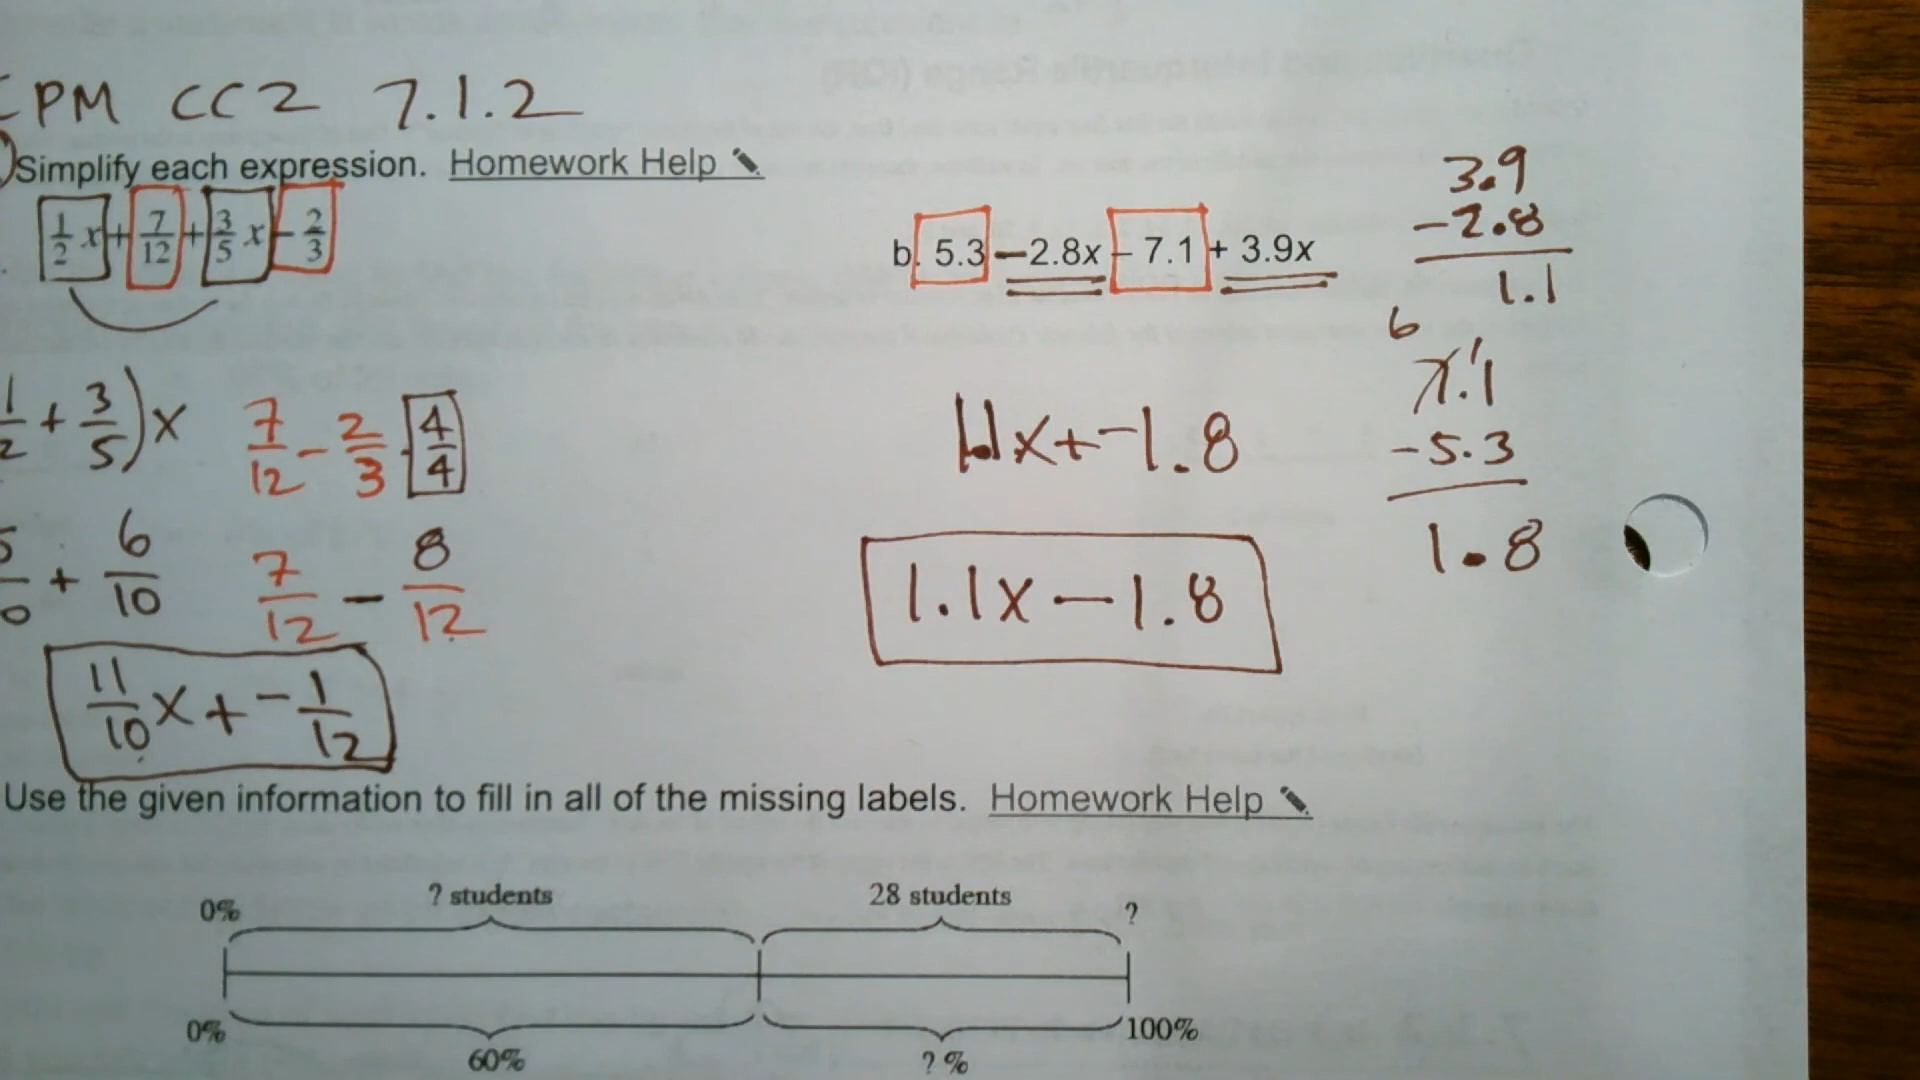 CPM CC2 7.1.2
Simplify each expression. Homework Help
1/2 x + 7/12 + 3/5 x - 2/3
b. 5.3 - 2.8x - 7.1 + 3.9x
3.9
-2.8
1.1
1/2 + 3/5) x
7/12 - 2/3 · 4/4
1.1x + -1.8
6
7.11
-5.3
1.8
+ 6/10
7/12 - 8/12
1.1x - 1.8
11/10 x + - 1/12
Use the given information to fill in all of the missing labels. Homework Help
0% ? students 28 students ?
0% 60% ? % 100%